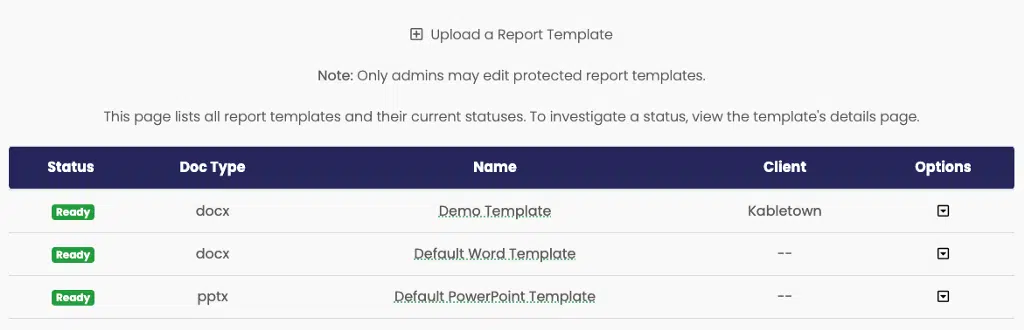 Upload a Report Template
Note: Only admins may edit protected report templates.
This page lists all report templates and their current statuses. To investigate a status, view the template's details page.
Status Doc Type Name Client Options
Ready docx Demo Template Kabletown
Ready docx Default Word Template --
Ready pptx Default PowerPoint Template --